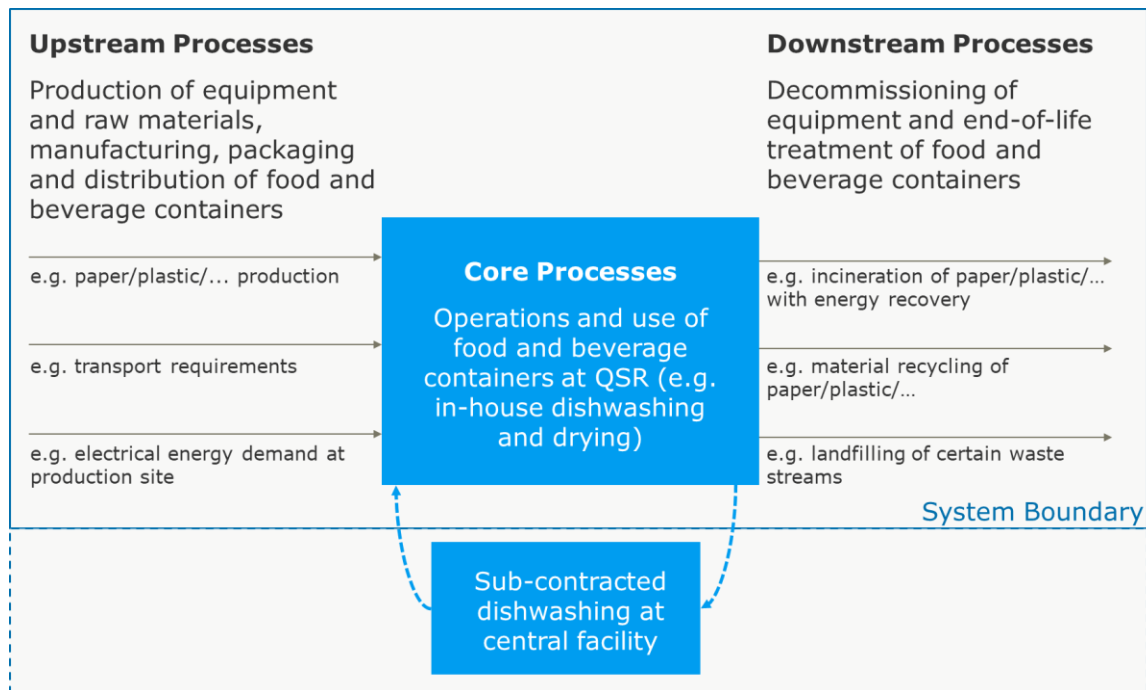 Upstream Processes
Production of equipment
and raw materials,
manufacturing, packaging
and distribution of food and
beverage containers
e.g. paper/plastic/... production
e.g. transport requirements
e.g. electrical energy demand at
production site
Core Processes
Operations and use of
food and beverage
containers at QSR (e.g.
in-house dishwashing
and drying)
Downstream Processes
Decommissioning of
equipment and end-of-life
treatment of food and
beverage containers
e.g. incineration of paper/plastic/…
with energy recovery
e.g. material recycling of
paper/plastic/…
e.g. landfilling of certain waste
streams
System Boundary
Sub-contracted
dishwashing at
central facility